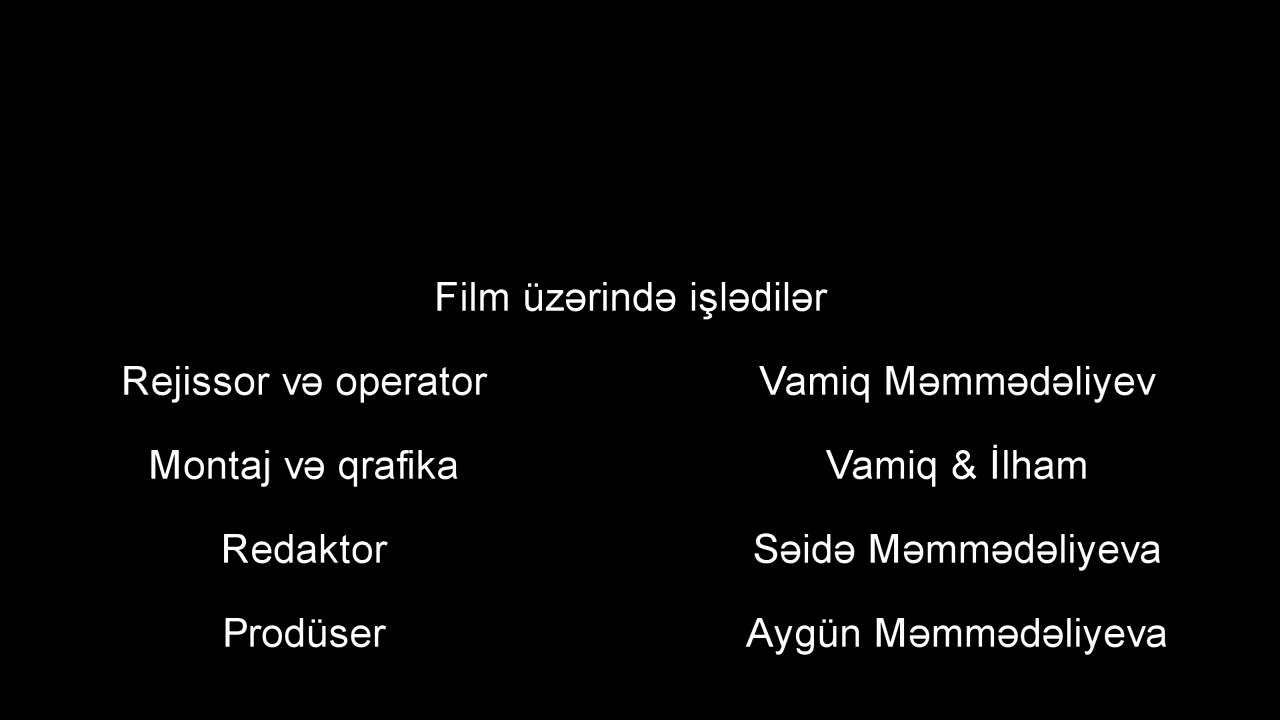 Film üzərində işlədilər
Rejissor və operator Vamiq Məmmədəliyev
Montaj və qrafika Vamiq & İlham
Redaktor Səidə Məmmədəliyeva
Prodüser Aygün Məmmədəliyeva